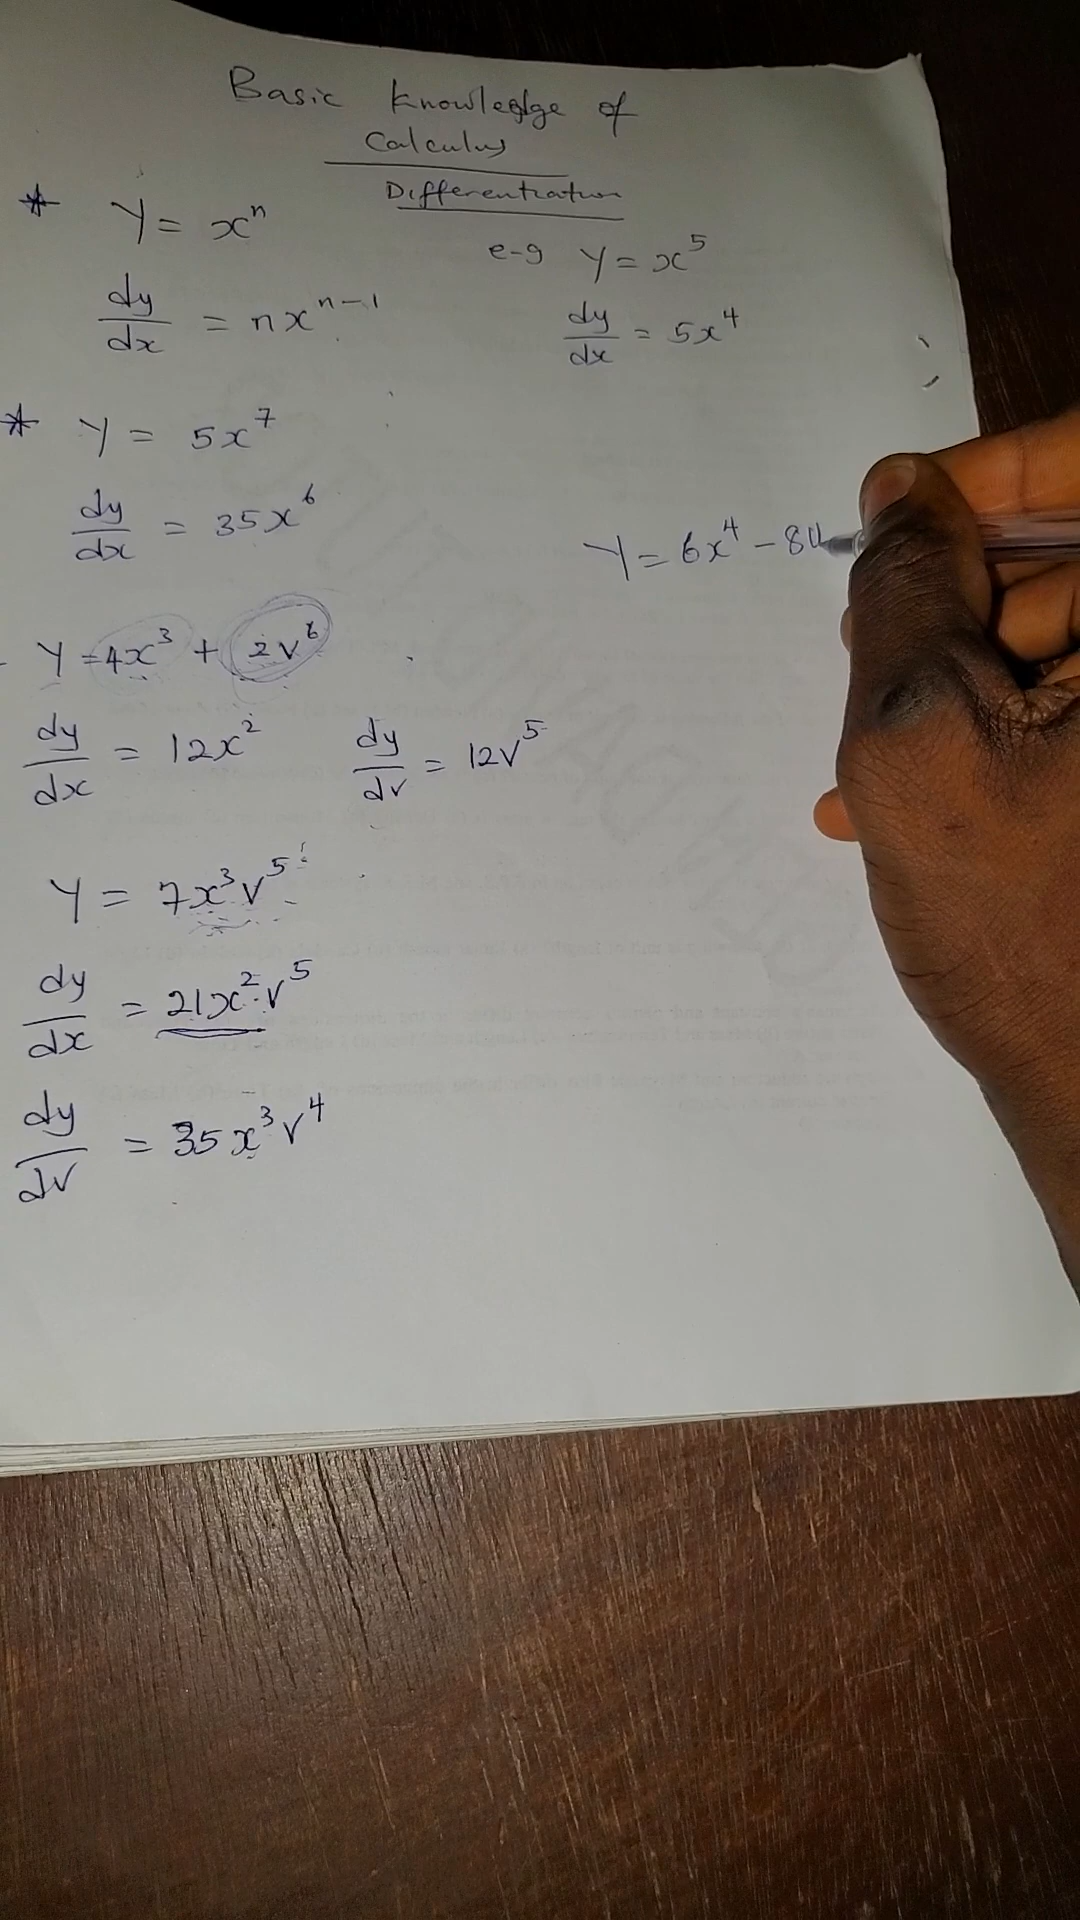 Basic knowledge of
Calculus
Differentiation
* Y = x^n
dy/dx = nx^{n-1}
e-g Y = x^5
dy/dx = 5x^4
* Y = 5x^7
dy/dx = 35x^6
Y = 4x^3 + 2v^6
dy/dx = 12x^2
dy/dv = 12v^5
Y = 7x^3v^5
dy/dx = 21x^2v^5
dy/dv = 35x^3v^4
Y = 6x^4 - 8